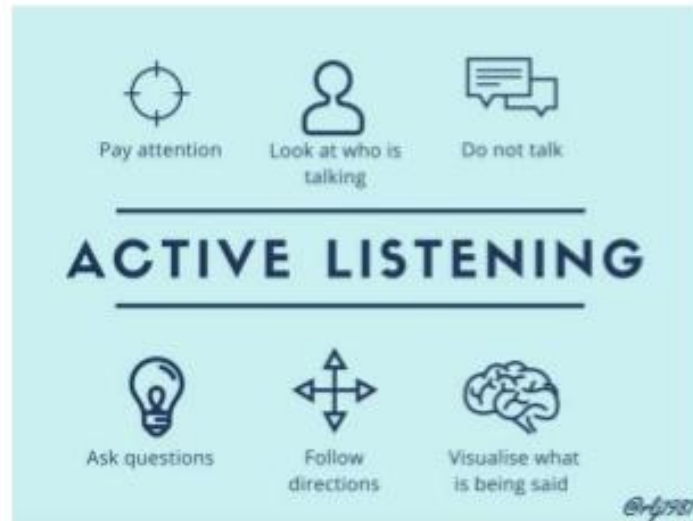 Pay attention
Look at who is
talking
Do not talk
ACTIVE LISTENING
Ask questions
Follow
directions
Visualise what
is being said